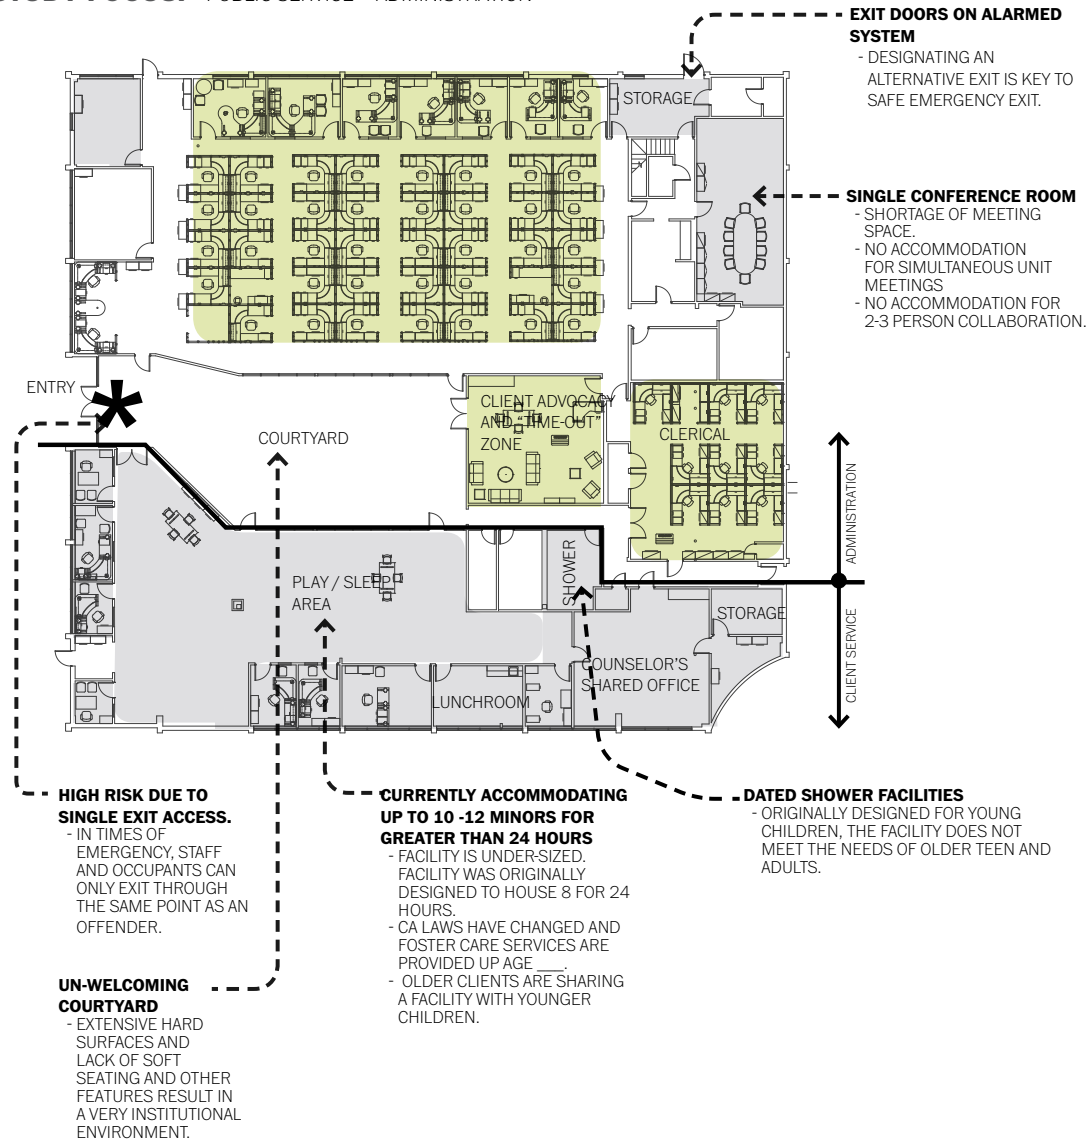 PUBLIC SERVICE + ADMINISTRATION
EXIT DOORS ON ALARMED
SYSTEM
- DESIGNATING AN
ALTERNATIVE EXIT IS KEY TO
SAFE EMERGENCY EXIT.
STORAGE
SINGLE CONFERENCE ROOM
- SHORTAGE OF MEETING
SPACE.
- NO ACCOMMODATION
FOR SIMULTANEOUS UNIT
MEETINGS
- NO ACCOMMODATION FOR
2-3 PERSON COLLABORATION.
ENTRY
COURTYARD
CLIENT ADVOCACY
AND "TIME-OUT"
ZONE
CLERICAL
ADMINISTRATION
CLIENT SERVICE
PLAY / SLEEP
AREA
SHOWER
STORAGE
COUNSELOR'S
SHARED OFFICE
LUNCHROOM
HIGH RISK DUE TO
SINGLE EXIT ACCESS.
- IN TIMES OF
EMERGENCY, STAFF
AND OCCUPANTS CAN
ONLY EXIT THROUGH
THE SAME POINT AS AN
OFFENDER.
UN-WELCOMING
COURTYARD
- EXTENSIVE HARD
SURFACES AND
LACK OF SOFT
SEATING AND OTHER
FEATURES RESULT IN
A VERY INSTITUTIONAL
ENVIRONMENT.
CURRENTLY ACCOMMODATING
UP TO 10 -12 MINORS FOR
GREATER THAN 24 HOURS
- FACILITY IS UNDER-SIZED.
FACILITY WAS ORIGINALLY
DESIGNED TO HOUSE 8 FOR 24
HOURS.
- CA LAWS HAVE CHANGED AND
FOSTER CARE SERVICES ARE
PROVIDED UP AGE ___.
- OLDER CLIENTS ARE SHARING
A FACILITY WITH YOUNGER
CHILDREN.
DATED SHOWER FACILITIES
- ORIGINALLY DESIGNED FOR YOUNG
CHILDREN, THE FACILITY DOES NOT
MEET THE NEEDS OF OLDER TEEN AND
ADULTS.